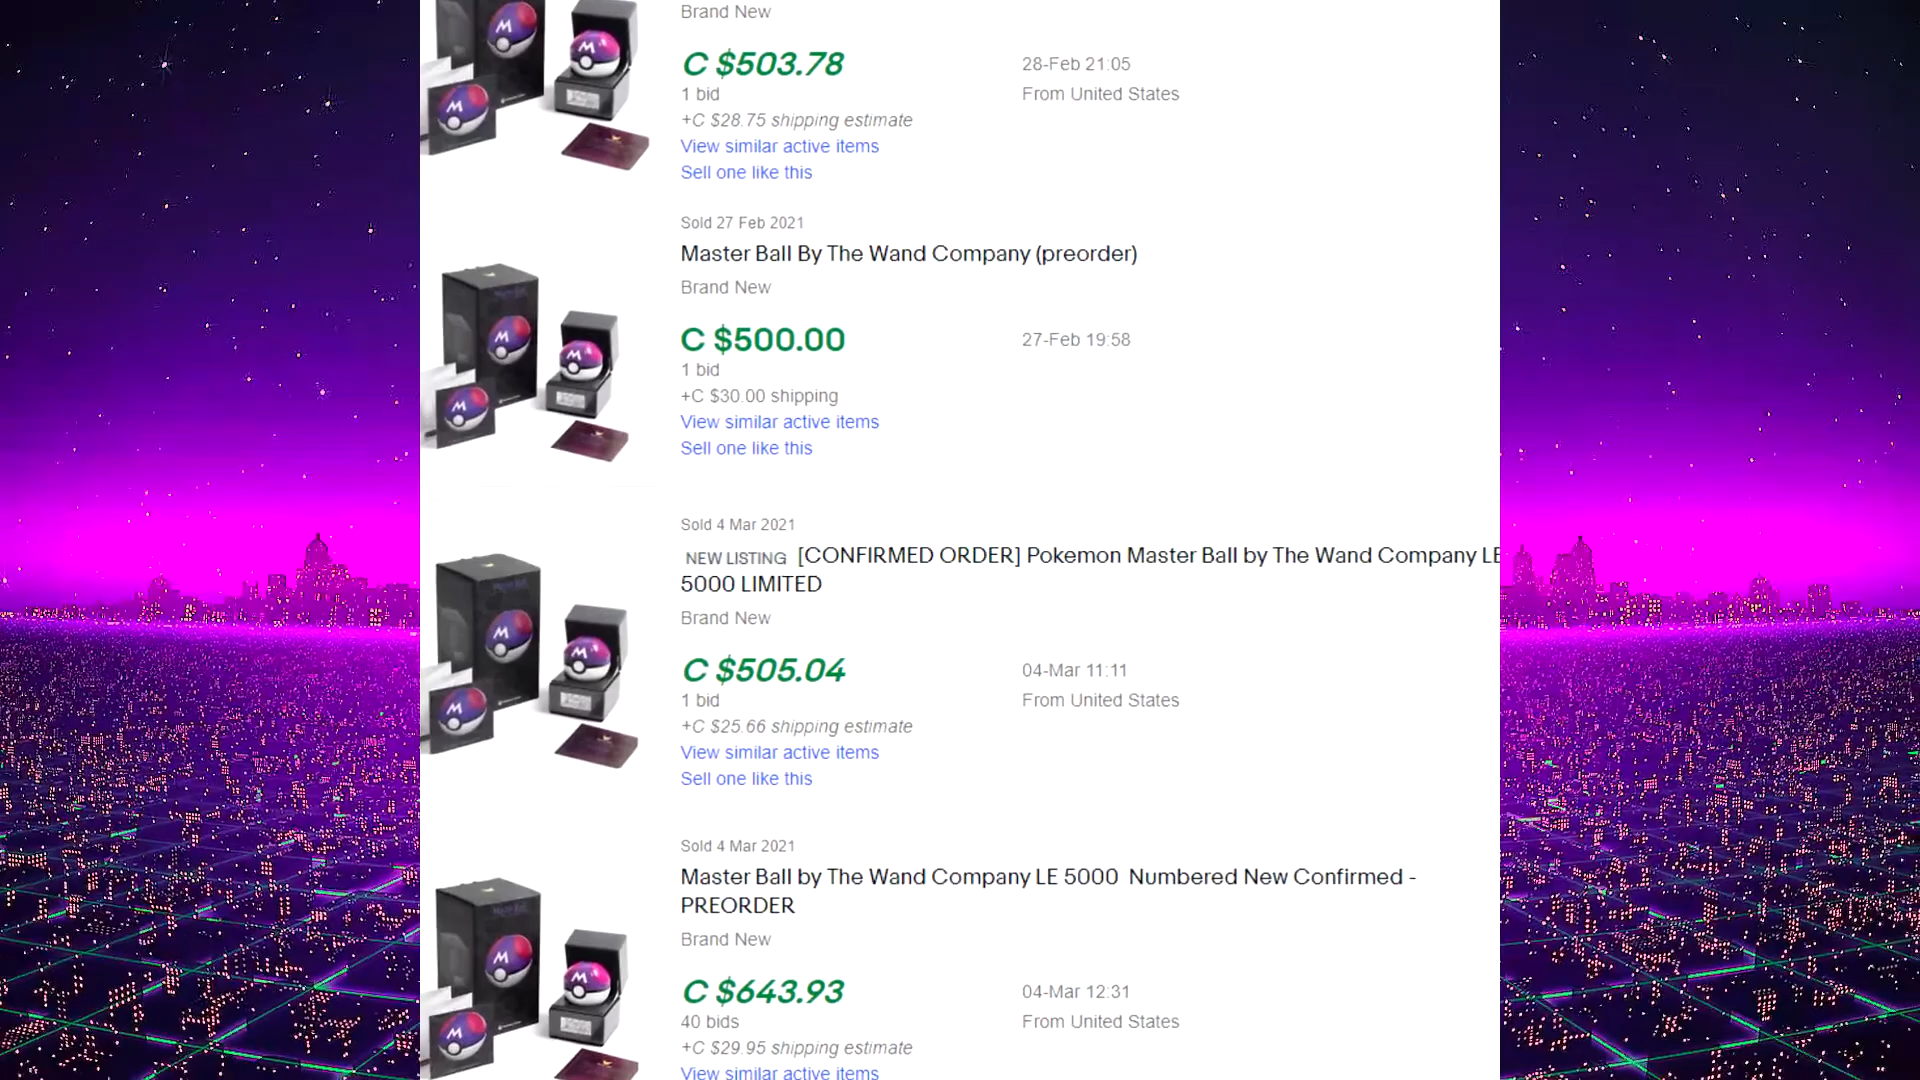 Brand New
C $503.78
28-Feb 21:05
1 bid
From United States
+C $28.75 shipping estimate
View similar active items
Sell one like this
Sold 27 Feb 2021
Master Ball By The Wand Company (preorder)
Brand New
C $500.00
27-Feb 19:58
1 bid
+C $30.00 shipping
View similar active items
Sell one like this
Sold 4 Mar 2021
NEW LISTING [CONFIRMED ORDER] Pokemon Master Ball by The Wand Company LE
5000 LIMITED
Brand New
C $505.04
04-Mar 11:11
1 bid
From United States
+C $25.66 shipping estimate
View similar active items
Sell one like this
Sold 4 Mar 2021
Master Ball by The Wand Company LE 5000 Numbered New Confirmed -
PREORDER
Brand New
C $643.93
04-Mar 12:31
40 bids
From United States
+C $29.95 shipping estimate
View similar active items